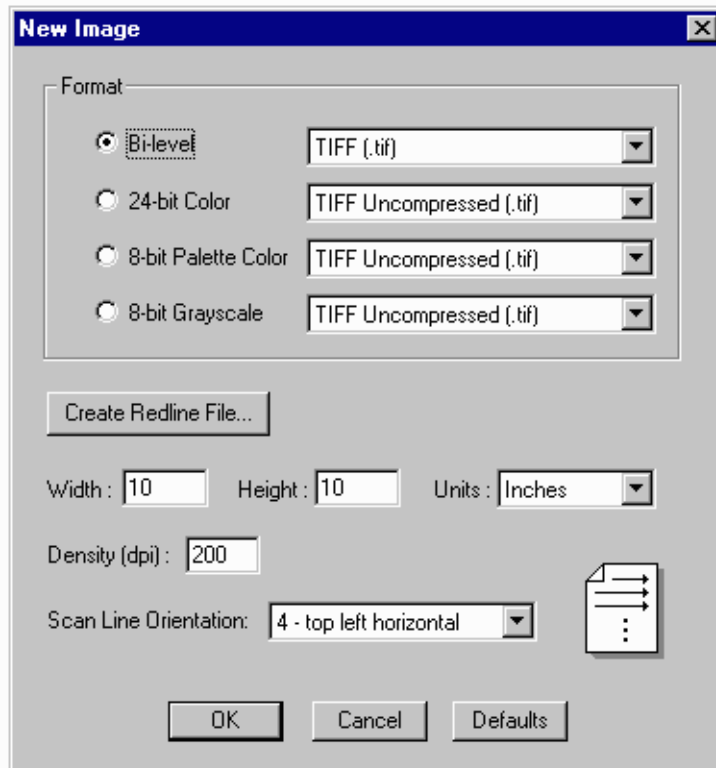 New Image
Format
Bi-level TIFF (.tif)
24-bit Color TIFF Uncompressed (.tif)
8-bit Palette Color TIFF Uncompressed (.tif)
8-bit Grayscale TIFF Uncompressed (.tif)
Create Redline File...
Width : 10 Height : 10 Units : Inches
Density (dpi) : 200
Scan Line Orientation: 4 - top left horizontal
OK Cancel Defaults